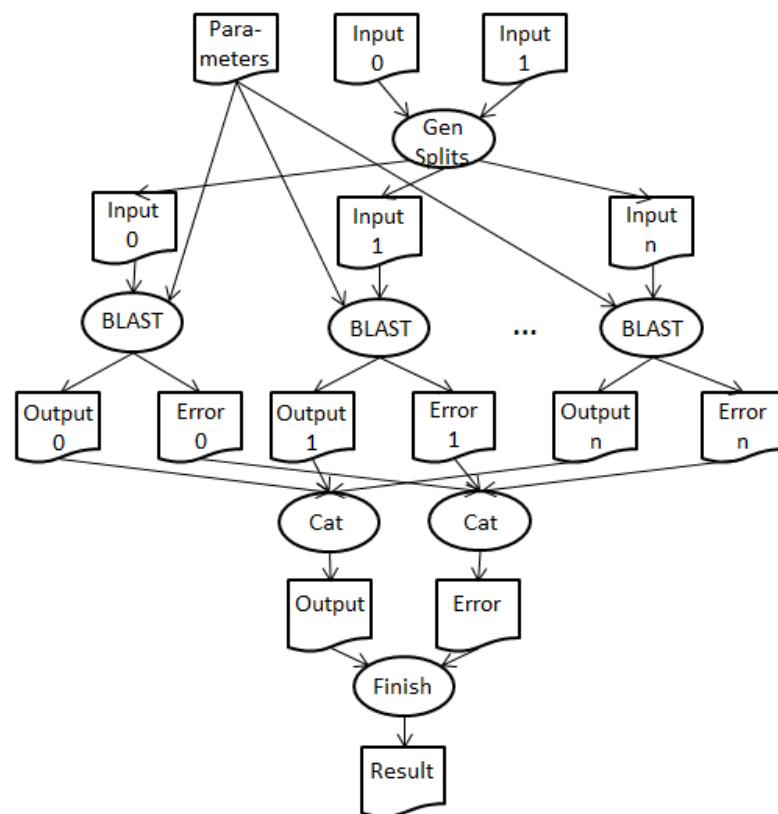 Para-
meters
Input
0
Input
1
Gen
Splits
Input
0
Input
1
Input
n
BLAST
BLAST
...
BLAST
Output
0
Error
0
Output
1
Error
1
Output
n
Error
n
Cat
Cat
Output
Error
Finish
Result